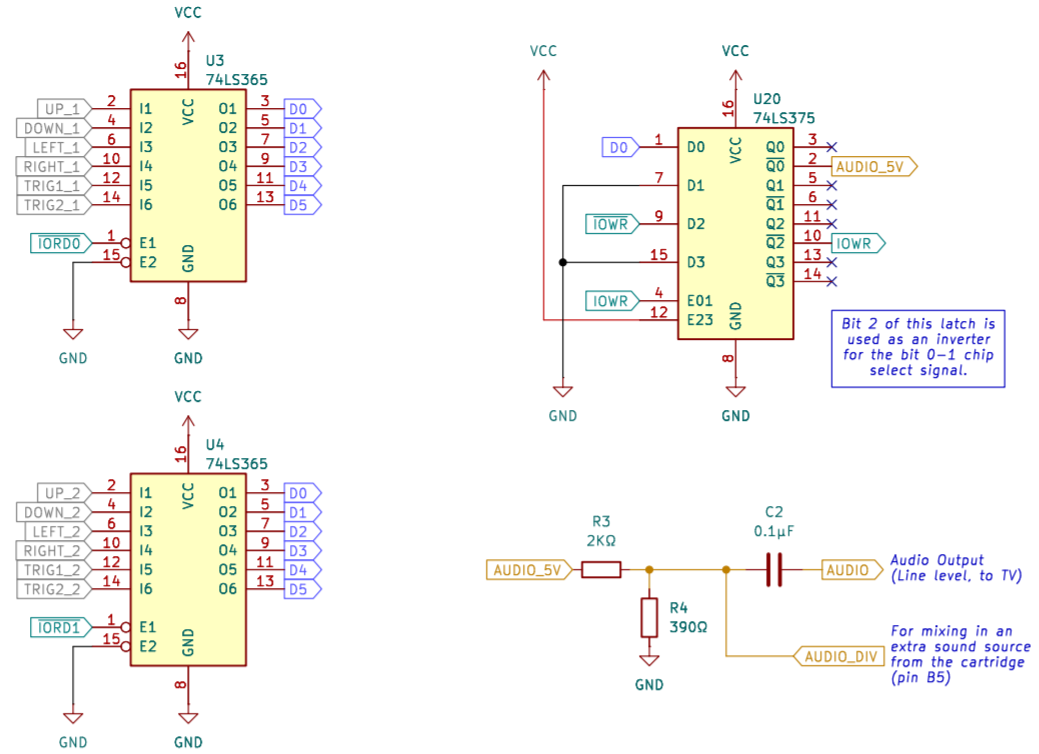 VCC
U3
74LS365
16
VCC
UP_1 2 I1 O1 3 D0
DOWN_1 4 I2 O2 5 D1
LEFT_1 6 I3 O3 7 D2
RIGHT_1 10 I4 O4 9 D3
TRIG1_1 12 I5 O5 11 D4
TRIG2_1 14 I6 O6 13 D5
I̅O̅R̅D̅0̅ 1 E1
15 E2
GND
8
GND
GND
VCC
U4
74LS365
16
VCC
UP_2 2 I1 O1 3 D0
DOWN_2 4 I2 O2 5 D1
LEFT_2 6 I3 O3 7 D2
RIGHT_2 10 I4 O4 9 D3
TRIG1_2 12 I5 O5 11 D4
TRIG2_2 14 I6 O6 13 D5
I̅O̅R̅D̅1̅ 1 E1
15 E2
GND
8
GND
GND
VCC
VCC
U20
74LS375
16
VCC
D0 1 D0 Q0 3
Q̅0̅ 2 AUDIO_5V
7 D1 Q1 5
Q̅1̅ 6
I̅O̅W̅R̅ 9 D2 Q2 11
Q̅2̅ 10 IOWR
15 D3 Q3 13
Q̅3̅ 14
IOWR 4 E01
12 E23
GND
8
GND
GND
Bit 2 of this latch is
used as an inverter
for the bit 0-1 chip
select signal.
R3
2KΩ
C2
0.1µF
AUDIO_5V
AUDIO
Audio Output
(Line level, to TV)
R4
390Ω
GND
AUDIO_DIV
For mixing in an
extra sound source
from the cartridge
(pin B5)